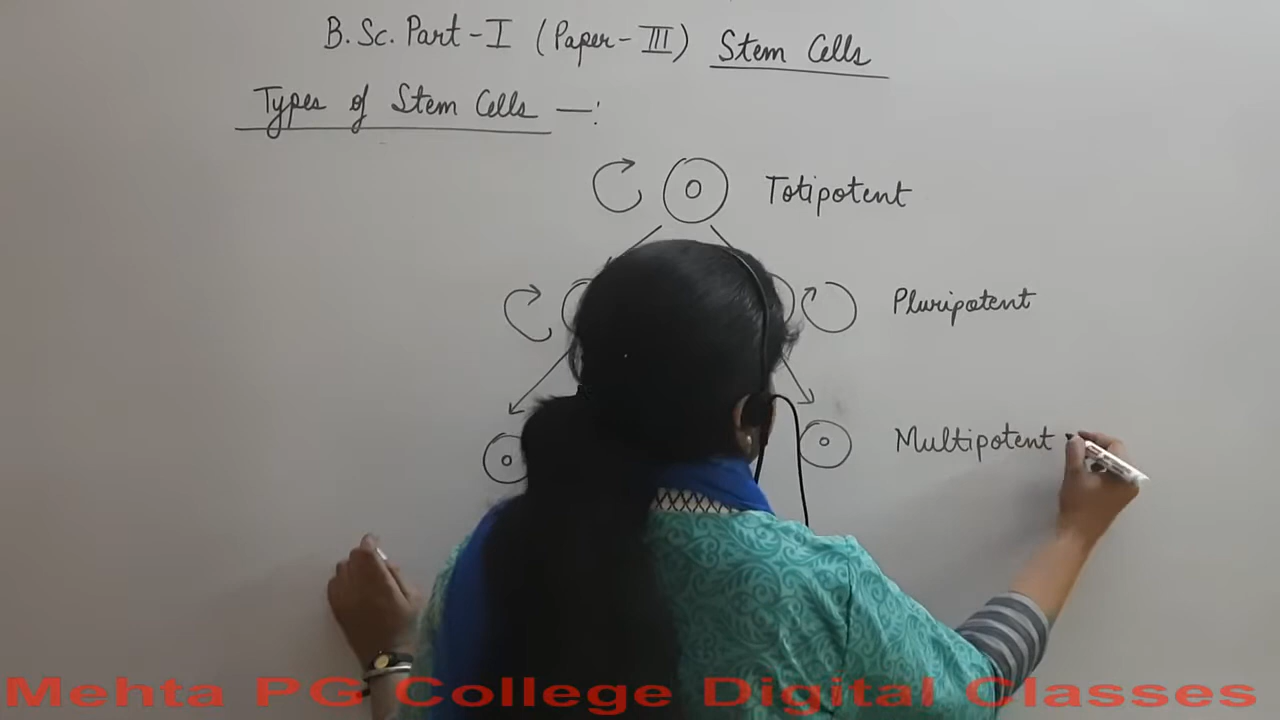 B.Sc. Part-I (Paper-III) Stem Cells
Types of Stem Cells —:
Totipotent
Pluripotent
Multipotent
Mehta PG College Digital Classes